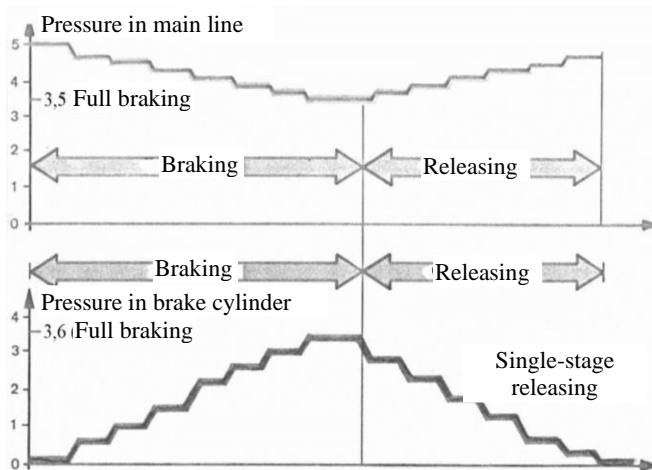 Pressure in main line
5
4
3,5 Full braking
3
2
1
0
Braking
Releasing
Braking
Releasing
Pressure in brake cylinder
4
3,6 (Full braking
3
2
1
0
Single-stage
releasing